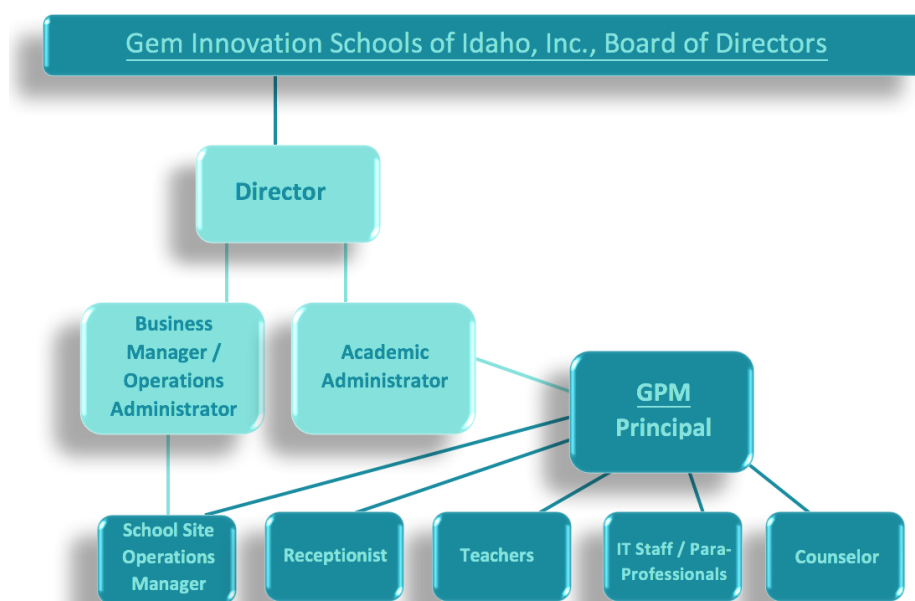 Gem Innovation Schools of Idaho, Inc., Board of Directors
Director
Business
Manager /
Operations
Administrator
Academic
Administrator
GPM
Principal
School Site
Operations
Manager
Receptionist
Teachers
IT Staff / Para-
Professionals
Counselor